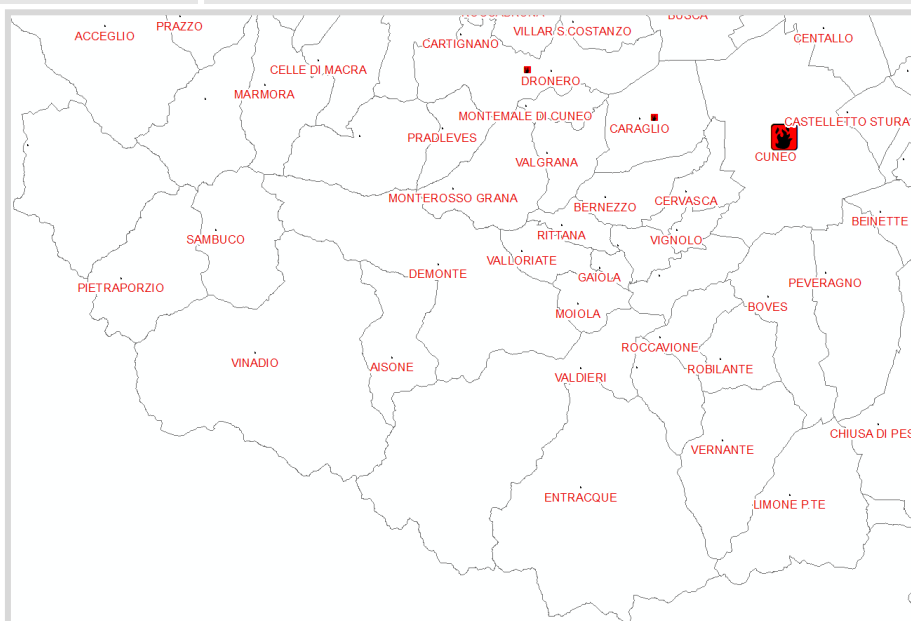 BUSCA
PRAZZO
ACCEGLIO
VILLAR S.COSTANZO
CENTALLO
CARTIGNANO
CELLE DI MACRA
DRONERO
MARMORA
MONTEMALE DI CUNEO
CASTELLETTO STURA
CARAGLIO
PRADLEVES
CUNEO
VALGRANA
MONTEROSSO GRANA
CERVASCA
BERNEZZO
BEINETTE
RITTANA
SAMBUCO
VIGNOLO
VALLORIATE
DEMONTE
GAIOLA
PEVERAGNO
PIETRAPORZIO
BOVES
MOIOLA
ROCCAVIONE
VINADIO
AISONE
ROBILANTE
VALDIERI
CHIUSA DI PES
VERNANTE
ENTRACQUE
LIMONE P.TE